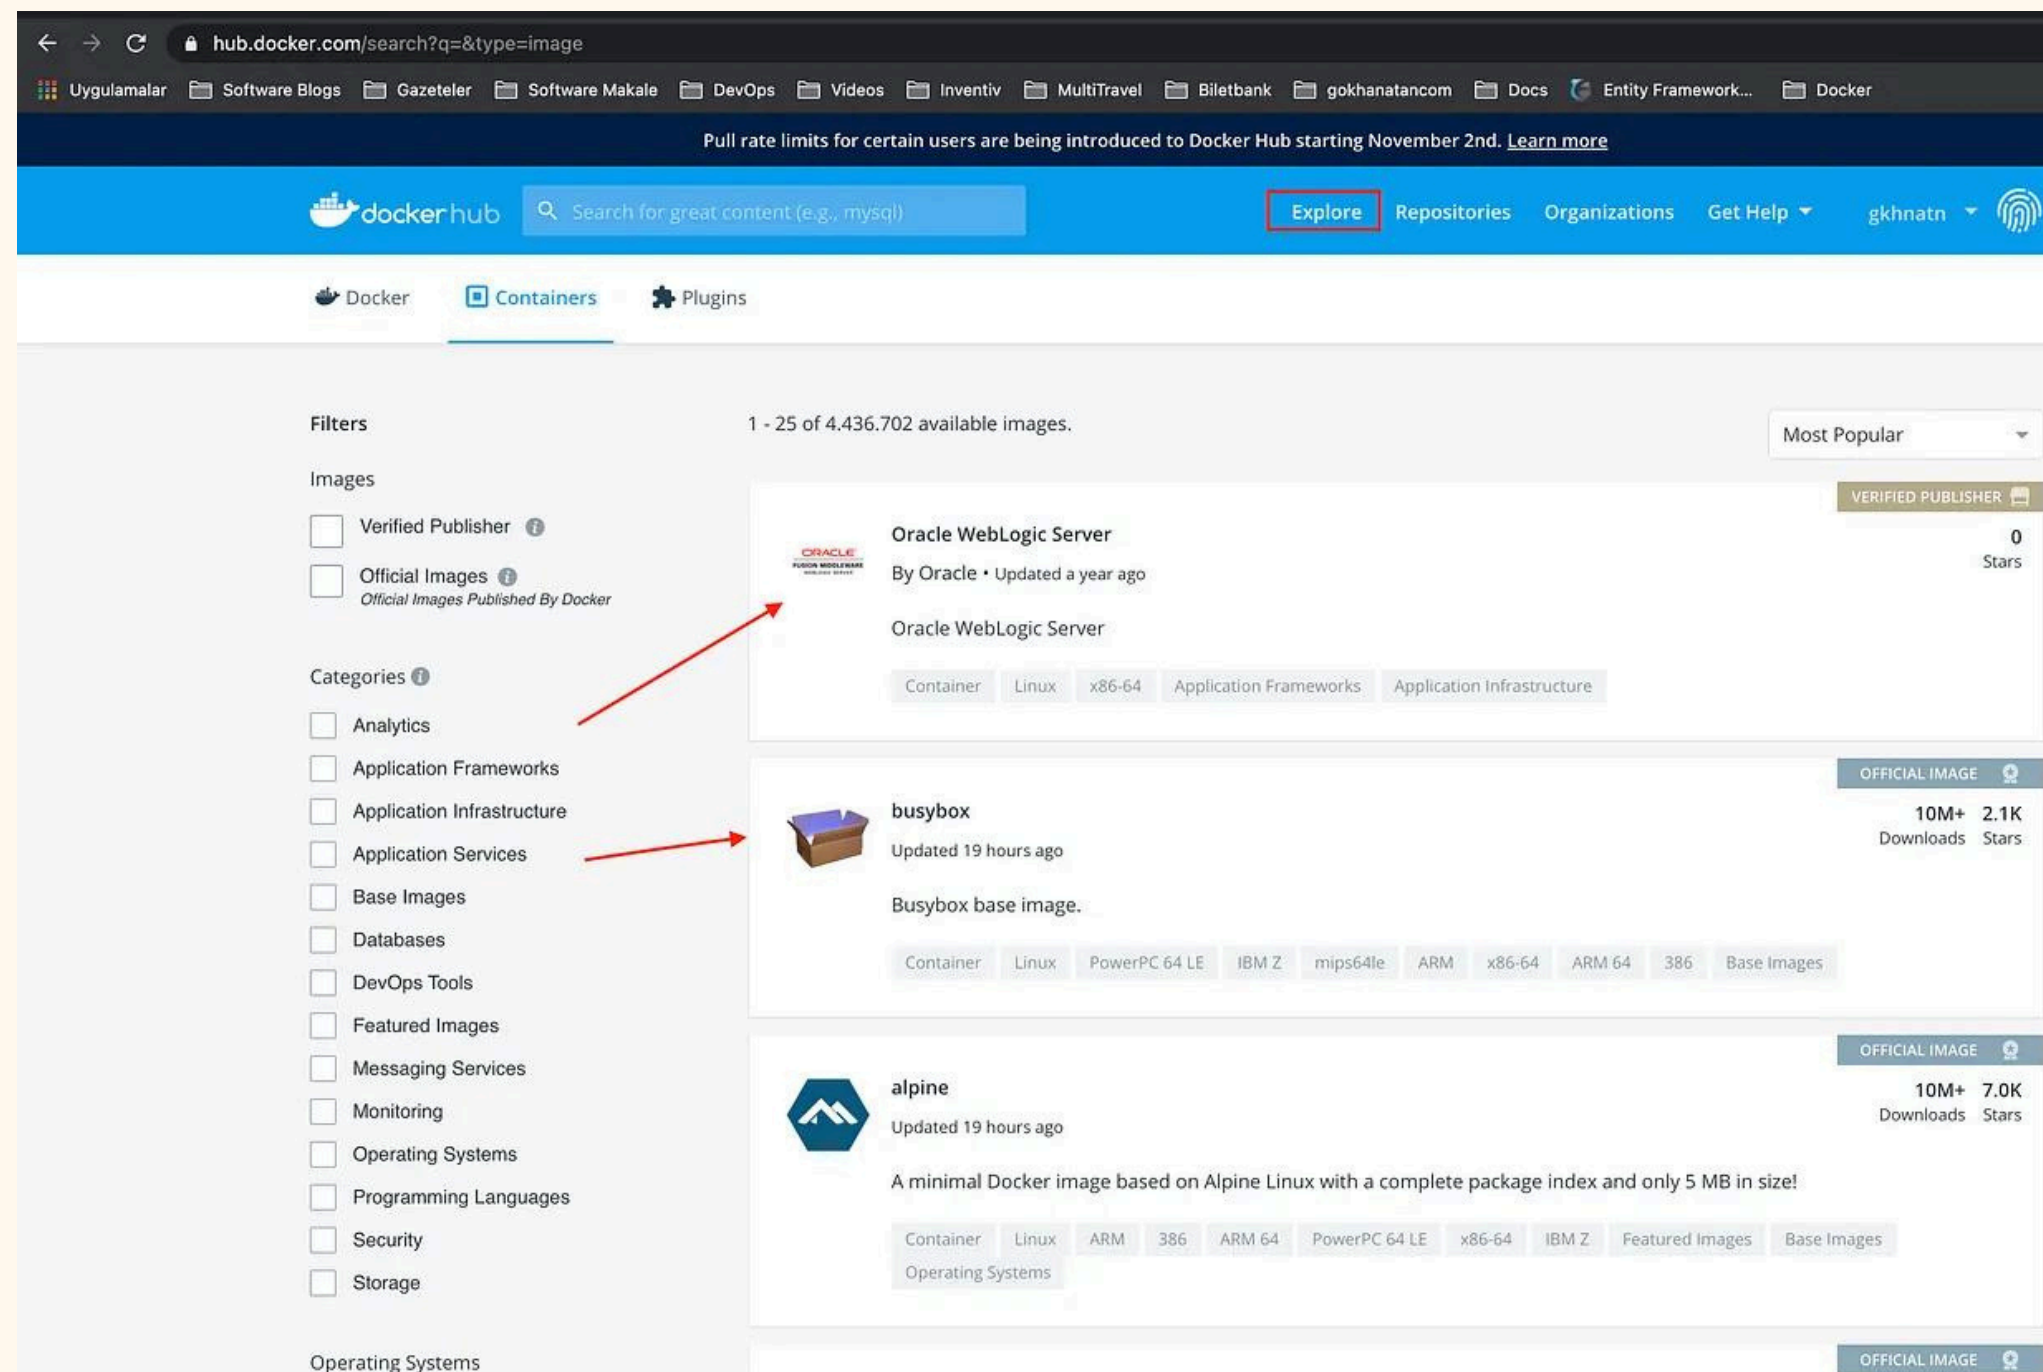 hub.docker.com/search?q=&type=image
Uygulamalar Software Blogs Gazeteler Software Makale DevOps Videos Inventiv MultiTravel Biletbank gokhanatancom Docs Entity Framework... Docker
Pull rate limits for certain users are being introduced to Docker Hub starting November 2nd. Learn more
docker hub Search for great content (e.g., mysql) Explore Repositories Organizations Get Help gkhnatn
Docker Containers Plugins
Filters
Images
Verified Publisher
Official Images
Official Images Published By Docker
Categories
Analytics
Application Frameworks
Application Infrastructure
Application Services
Base Images
Databases
DevOps Tools
Featured Images
Messaging Services
Monitoring
Operating Systems
Programming Languages
Security
Storage
Operating Systems
1 - 25 of 4.436.702 available images.
Most Popular
VERIFIED PUBLISHER
ORACLE
FUSION MIDDLEWARE
WEBLOGIC SERVER
Oracle WebLogic Server
By Oracle • Updated a year ago
0
Stars
Oracle WebLogic Server
Container Linux x86-64 Application Frameworks Application Infrastructure
OFFICIAL IMAGE
busybox
Updated 19 hours ago
10M+ 2.1K
Downloads Stars
Busybox base image.
Container Linux PowerPC 64 LE IBM Z mips64le ARM x86-64 ARM 64 386 Base Images
OFFICIAL IMAGE
alpine
Updated 19 hours ago
10M+ 7.0K
Downloads Stars
A minimal Docker image based on Alpine Linux with a complete package index and only 5 MB in size!
Container Linux ARM 386 ARM 64 PowerPC 64 LE x86-64 IBM Z Featured Images Base Images
Operating Systems
OFFICIAL IMAGE